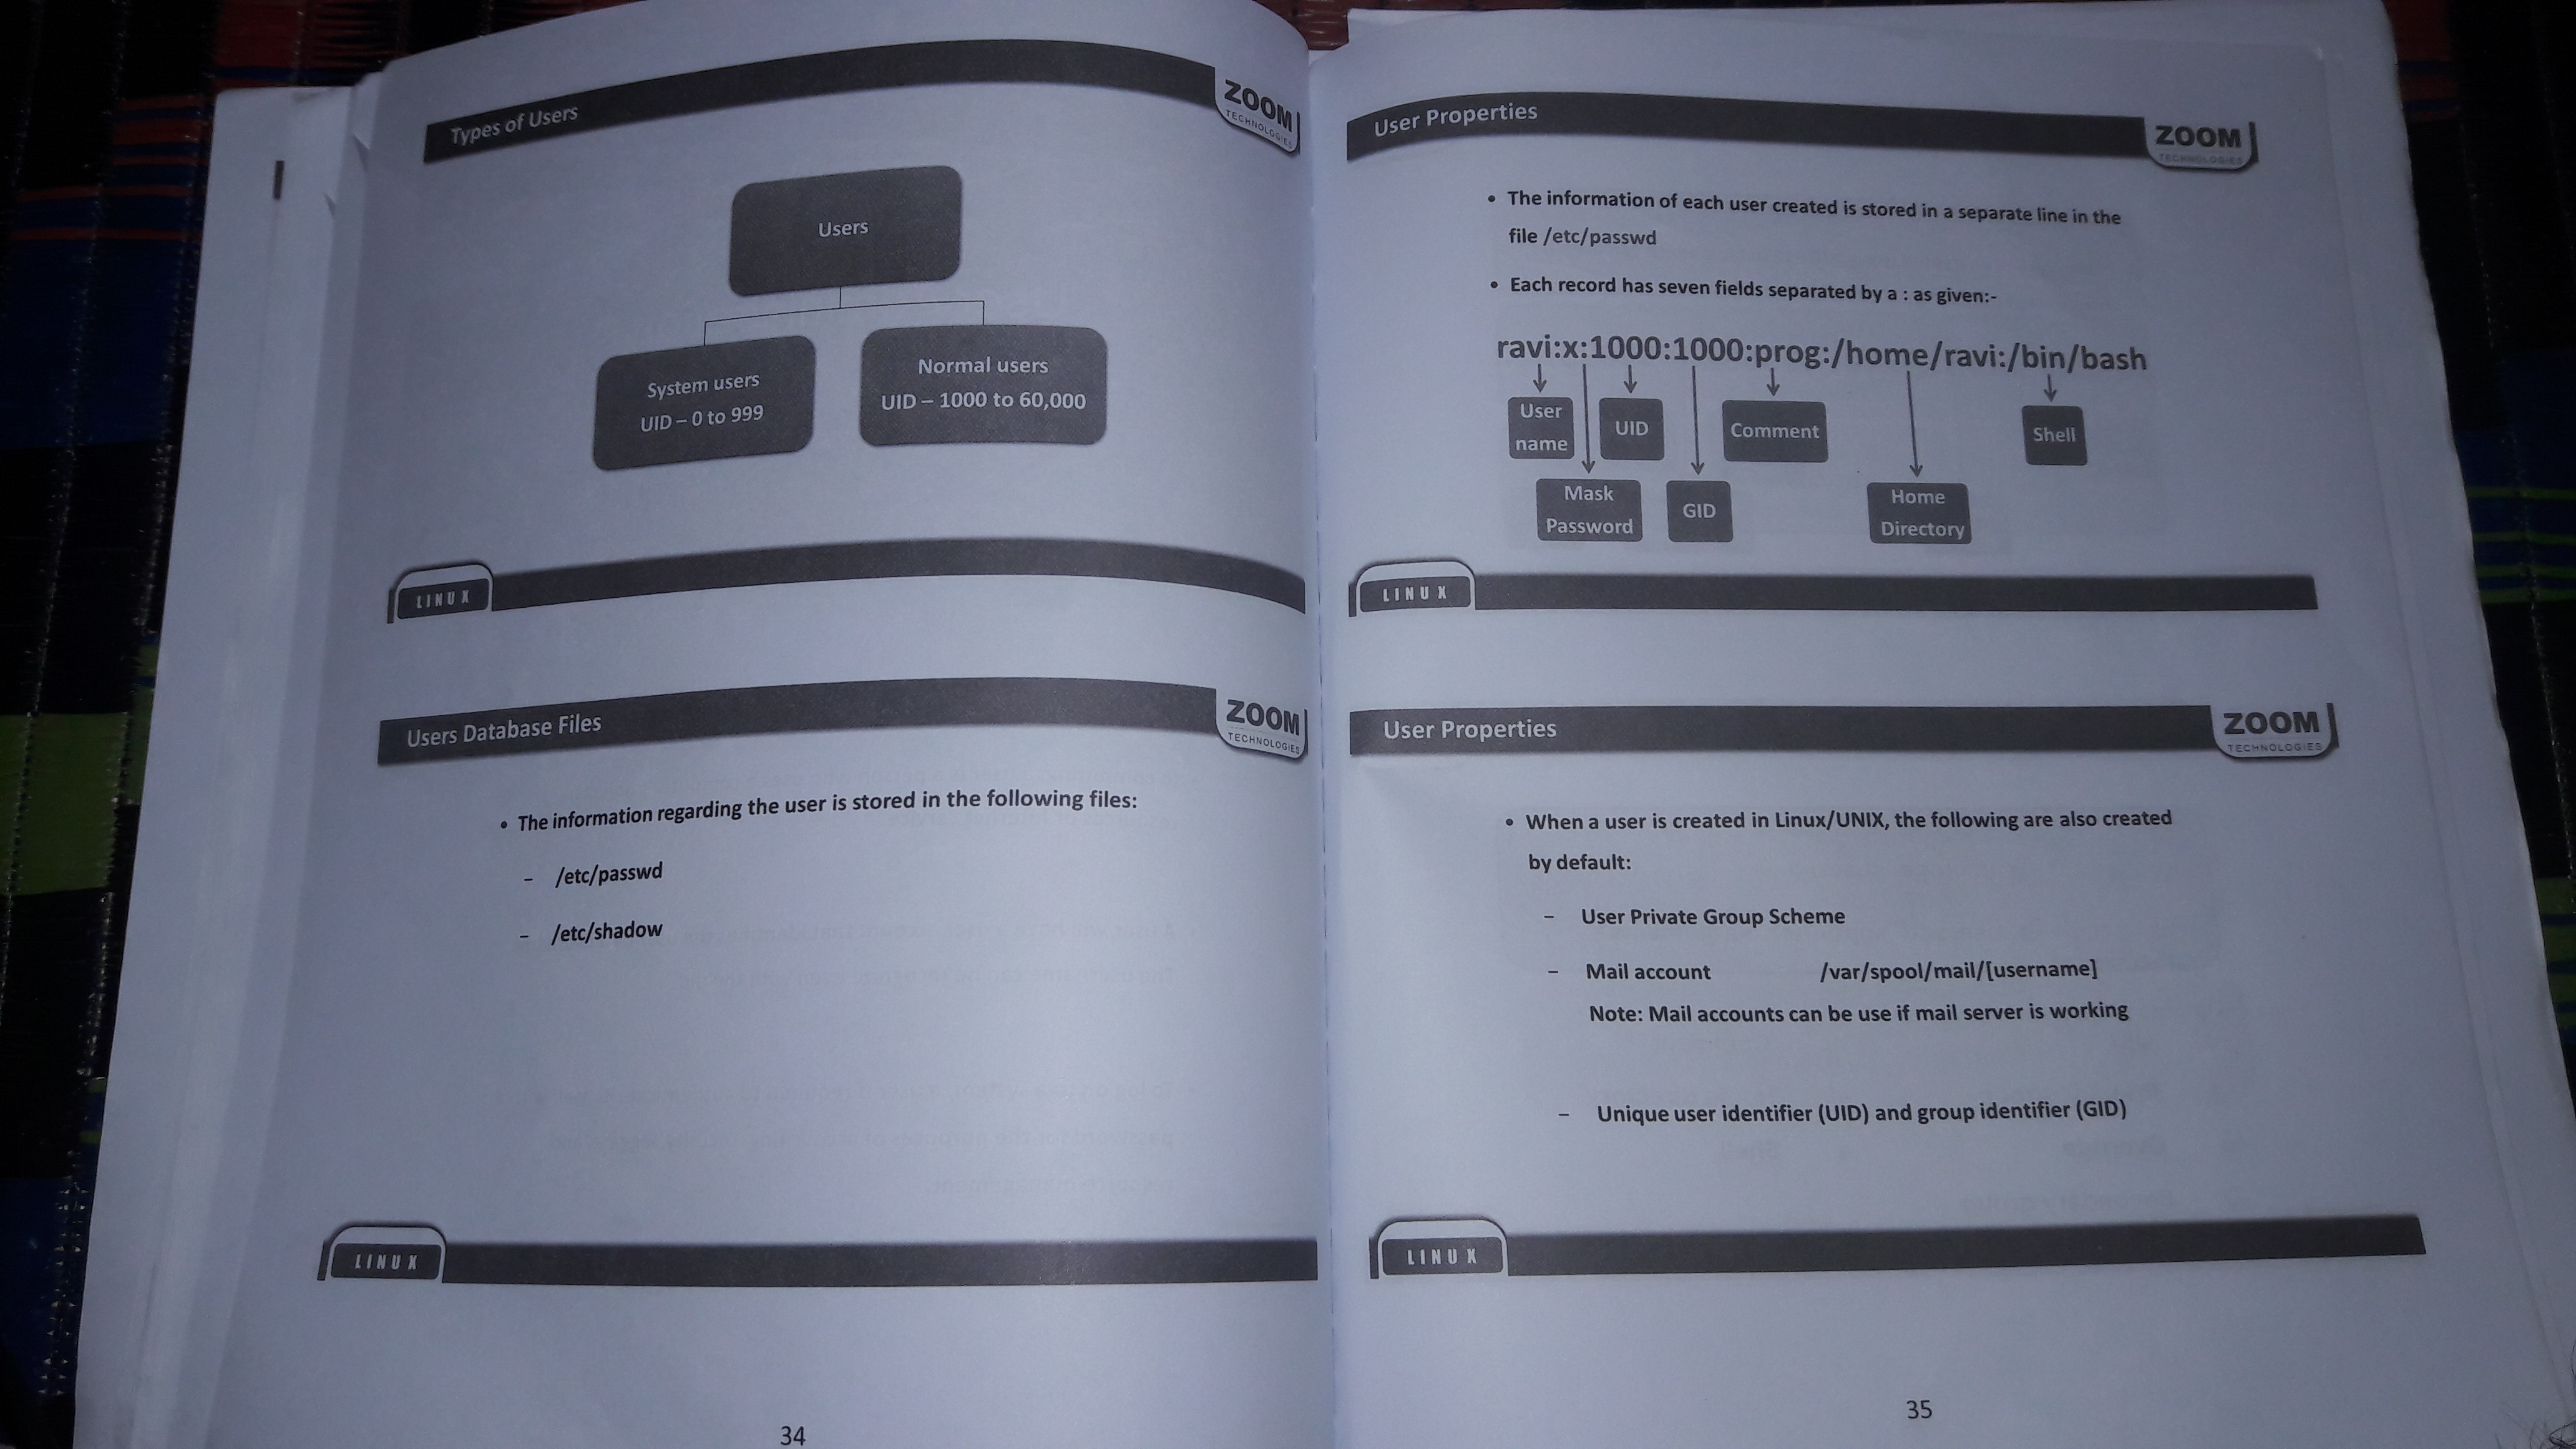 Types of Users
ZOOM
TECHNOLOGIES
Users
System users
UID – 0 to 999
Normal users
UID – 1000 to 60,000
LINUX
Users Database Files
ZOOM
TECHNOLOGIES
• The information regarding the user is stored in the following files:
– /etc/passwd
– /etc/shadow
LINUX
34
User Properties
ZOOM
TECHNOLOGIES
• The information of each user created is stored in a separate line in the
file /etc/passwd
• Each record has seven fields separated by a : as given:-
ravi:x:1000:1000:prog:/home/ravi:/bin/bash
User
name
UID
Comment
Shell
Mask
Password
GID
Home
Directory
LINUX
User Properties
ZOOM
TECHNOLOGIES
• When a user is created in Linux/UNIX, the following are also created
by default:
– User Private Group Scheme
– Mail account /var/spool/mail/[username]
Note: Mail accounts can be use if mail server is working
– Unique user identifier (UID) and group identifier (GID)
LINUX
35